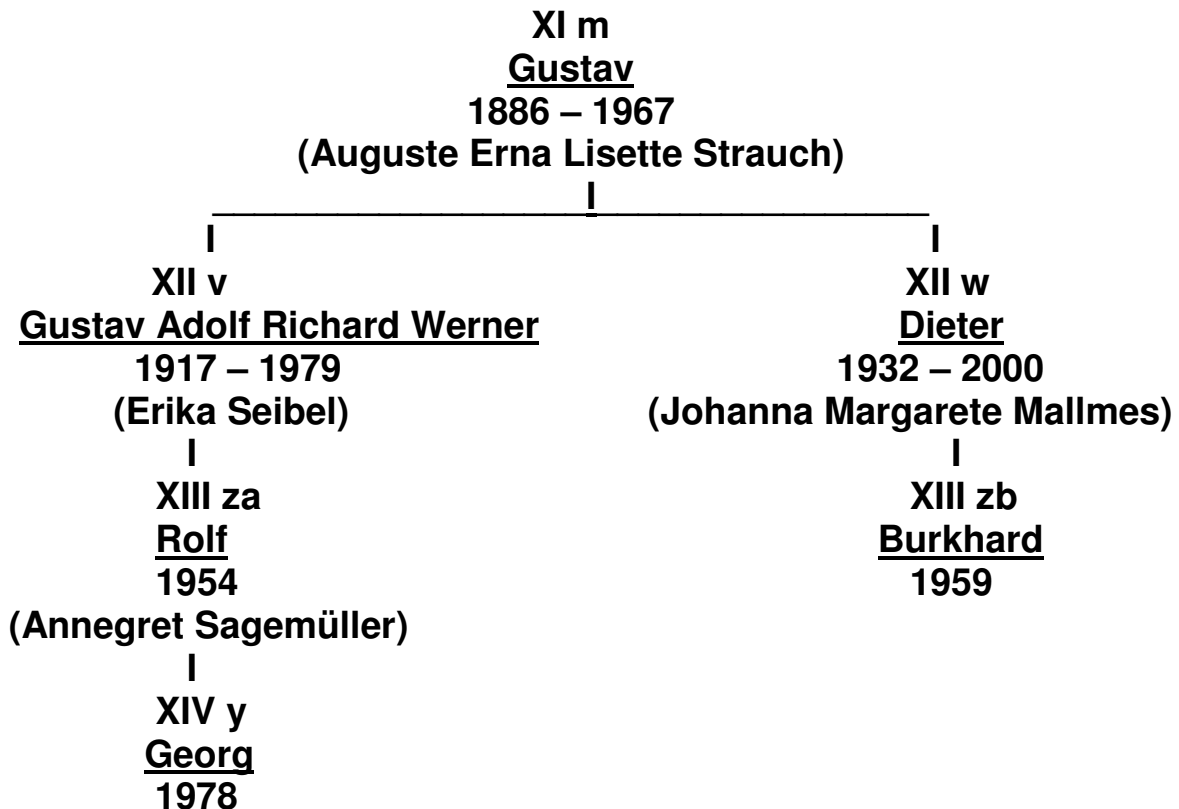 XI m
Gustav
1886 – 1967
(Auguste Erna Lisette Strauch)
I
I I
XII v XII w
Gustav Adolf Richard Werner Dieter
1917 – 1979 1932 – 2000
(Erika Seibel) (Johanna Margarete Mallmes)
I I
XIII za XIII zb
Rolf Burkhard
1954 1959
(Annegret Sagemüller)
I
XIV y
Georg
1978